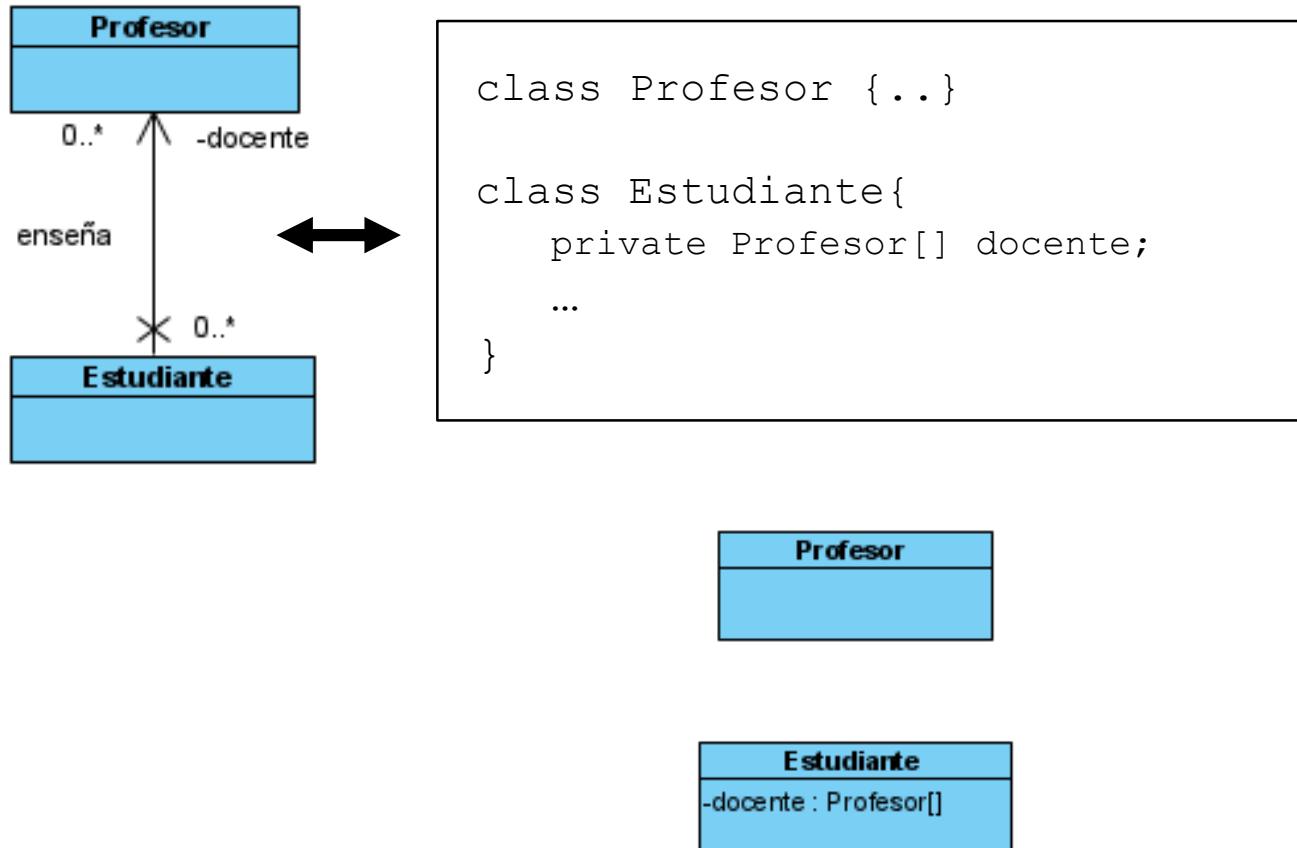 Profesor
0..*
-docente
enseña
0..*
Estudiante
class Profesor {..}
class Estudiante{
private Profesor[] docente;
…
}
Profesor
Estudiante
-docente : Profesor[]